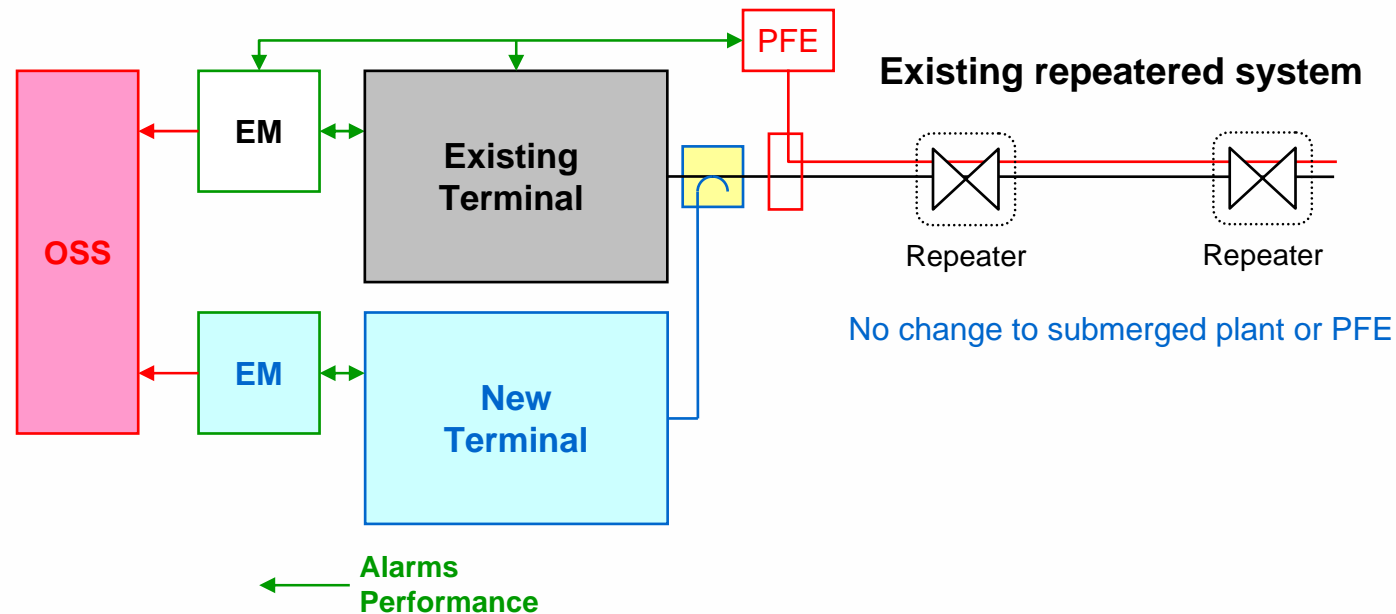 PFE
Existing repeatered system
EM
Existing
Terminal
OSS
Repeater
Repeater
No change to submerged plant or PFE
EM
New
Terminal
Alarms
Performance